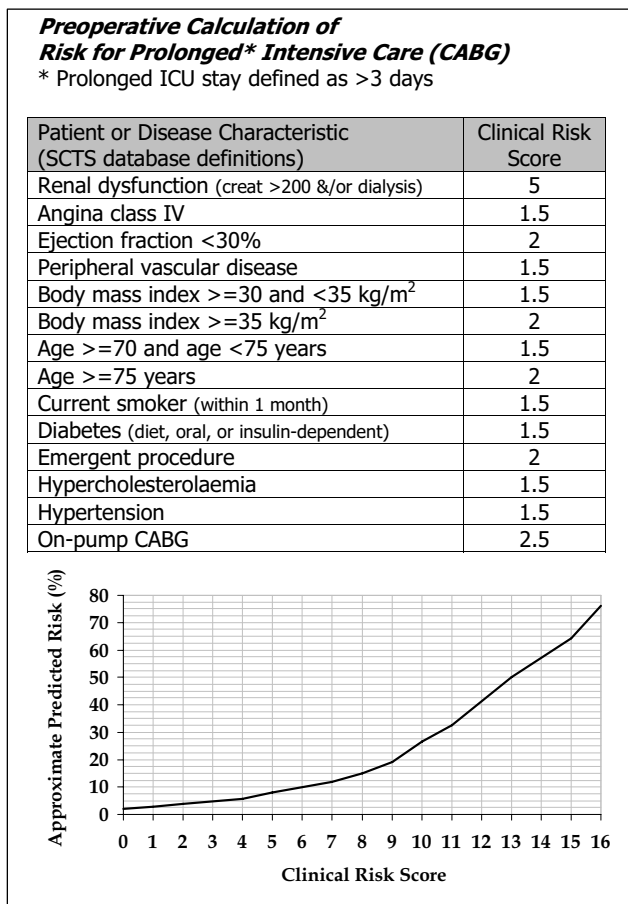 Preoperative Calculation of
Risk for Prolonged* Intensive Care (CABG)
* Prolonged ICU stay defined as >3 days
Patient or Disease Characteristic Clinical Risk
(SCTS database definitions) Score
Renal dysfunction (creat >200 &/or dialysis) 5
Angina class IV 1.5
Ejection fraction <30% 2
Peripheral vascular disease 1.5
Body mass index >=30 and <35 kg/m² 1.5
Body mass index >=35 kg/m² 2
Age >=70 and age <75 years 1.5
Age >=75 years 2
Current smoker (within 1 month) 1.5
Diabetes (diet, oral, or insulin-dependent) 1.5
Emergent procedure 2
Hypercholesterolaemia 1.5
Hypertension 1.5
On-pump CABG 2.5
Approximate Predicted Risk (%)
80
70
60
50
40
30
20
10
0
0 1 2 3 4 5 6 7 8 9 10 11 12 13 14 15 16
Clinical Risk Score